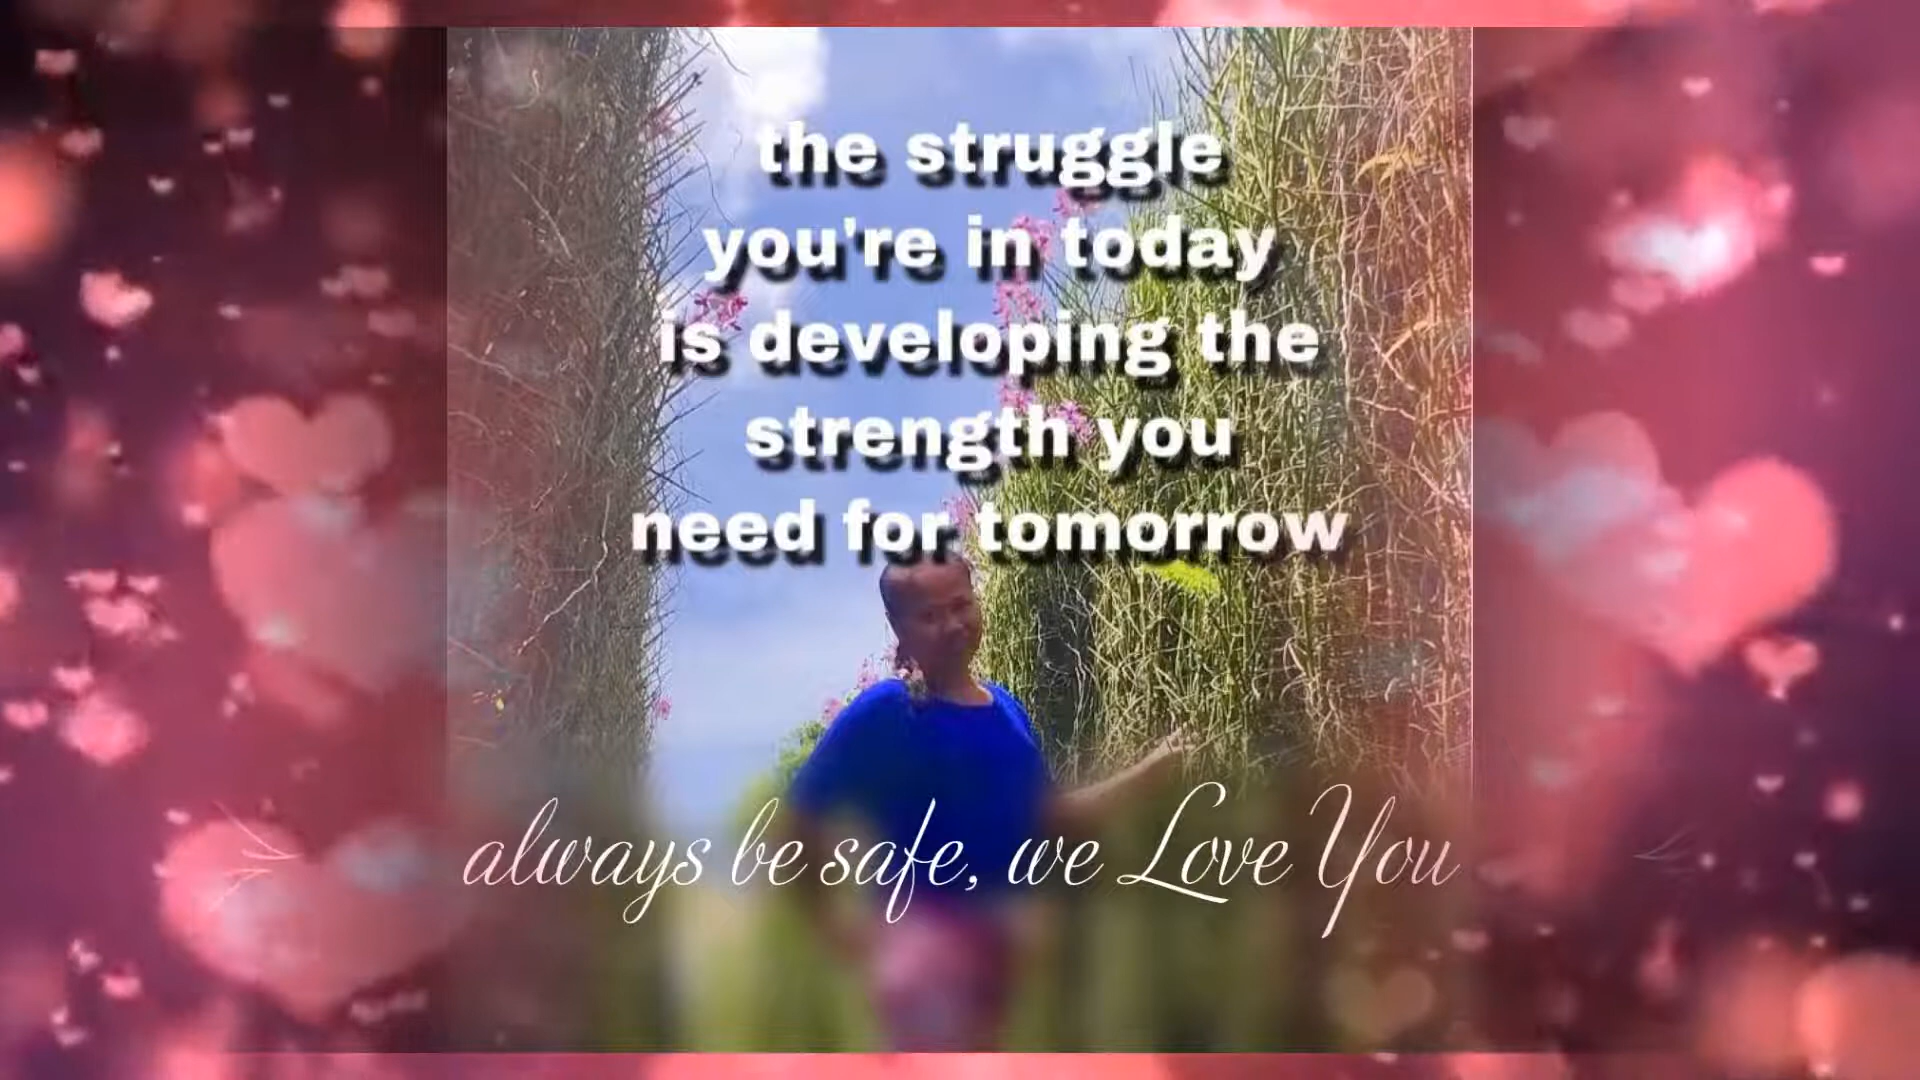 the struggle
you're in today
is developing the
strength you
need for tomorrow
always be safe, we Love You